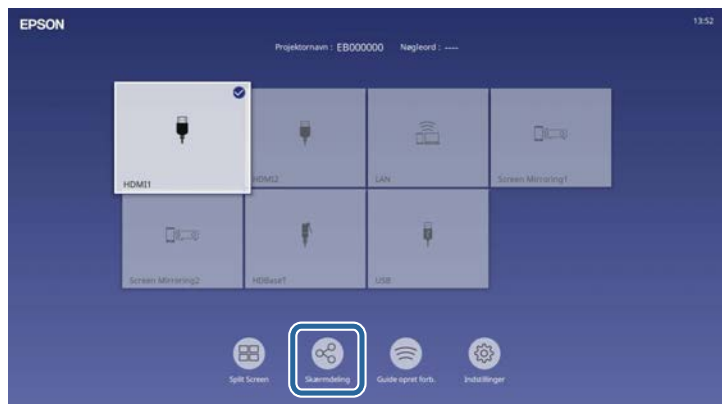 EPSON
13:52
Projektornavn : EB000000 Nøgleord : ----
HDMI1
HDMI2
LAN
Screen Mirroring1
Screen Mirroring2
HDBaseT
USB
Split Screen
Skærmdeling
Guide opret forb.
Indstillinger